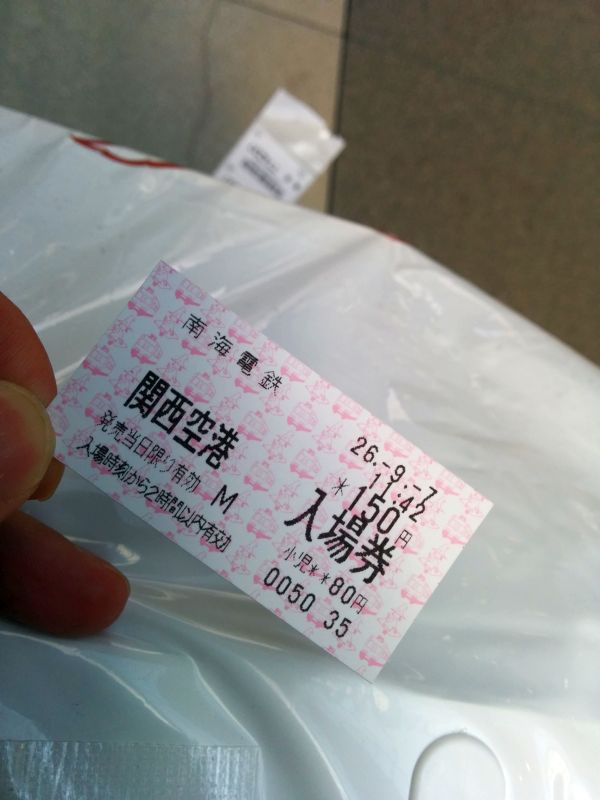 南海電鉄
関西空港
発売当日限り有効 M
入場時刻から2時間以内有効
26.-9.-7
11:42
*150円
入場券
小児**80円
0050 35